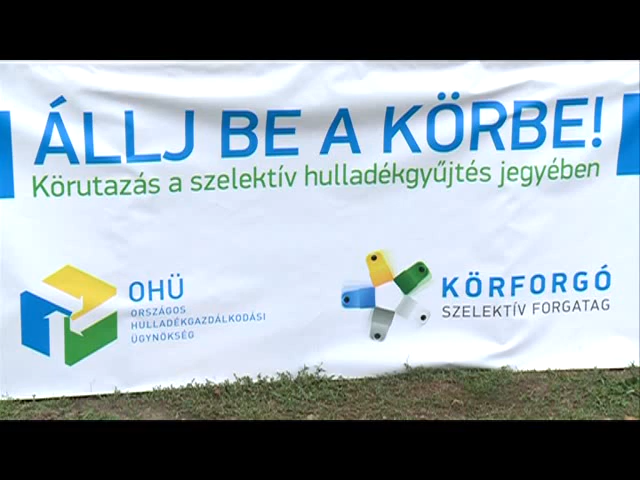 ÁLLJ BE A KÖRBE!
Körutazás a szelektív hulladékgyűjtés jegyében
OHÜ
ORSZÁGOS
HULLADÉKGAZDÁLKODÁSI
ÜGYNÖKSÉG
KÖRFORGÓ
SZELEKTÍV FORGATAG